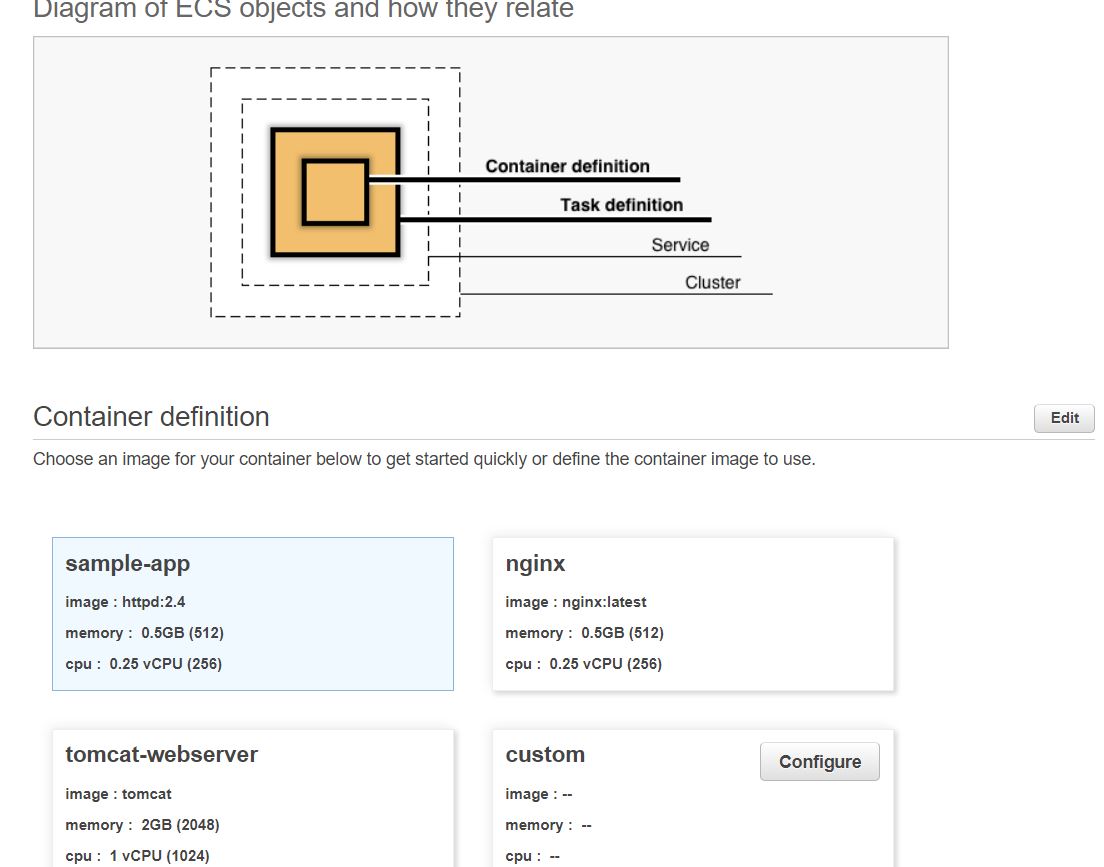 Diagram of ECS objects and how they relate
Container definition
Task definition
Service
Cluster
Container definition
Edit
Choose an image for your container below to get started quickly or define the container image to use.
sample-app
image : httpd:2.4
memory : 0.5GB (512)
cpu : 0.25 vCPU (256)
nginx
image : nginx:latest
memory : 0.5GB (512)
cpu : 0.25 vCPU (256)
tomcat-webserver
image : tomcat
memory : 2GB (2048)
cpu : 1 vCPU (1024)
custom
Configure
image : --
memory : --
cpu : --